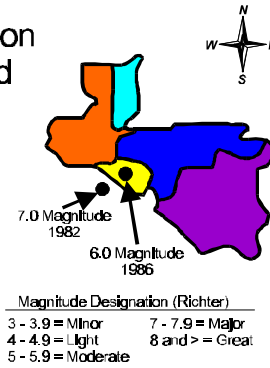 on
d
N
W
S
7.0 Magnitude
1982
6.0 Magnitude
1986
Magnitude Designation (Richter)
3 - 3.9 = Minor 7 - 7.9 = Major
4 - 4.9 = Light 8 and > = Great
5 - 5.9 = Moderate